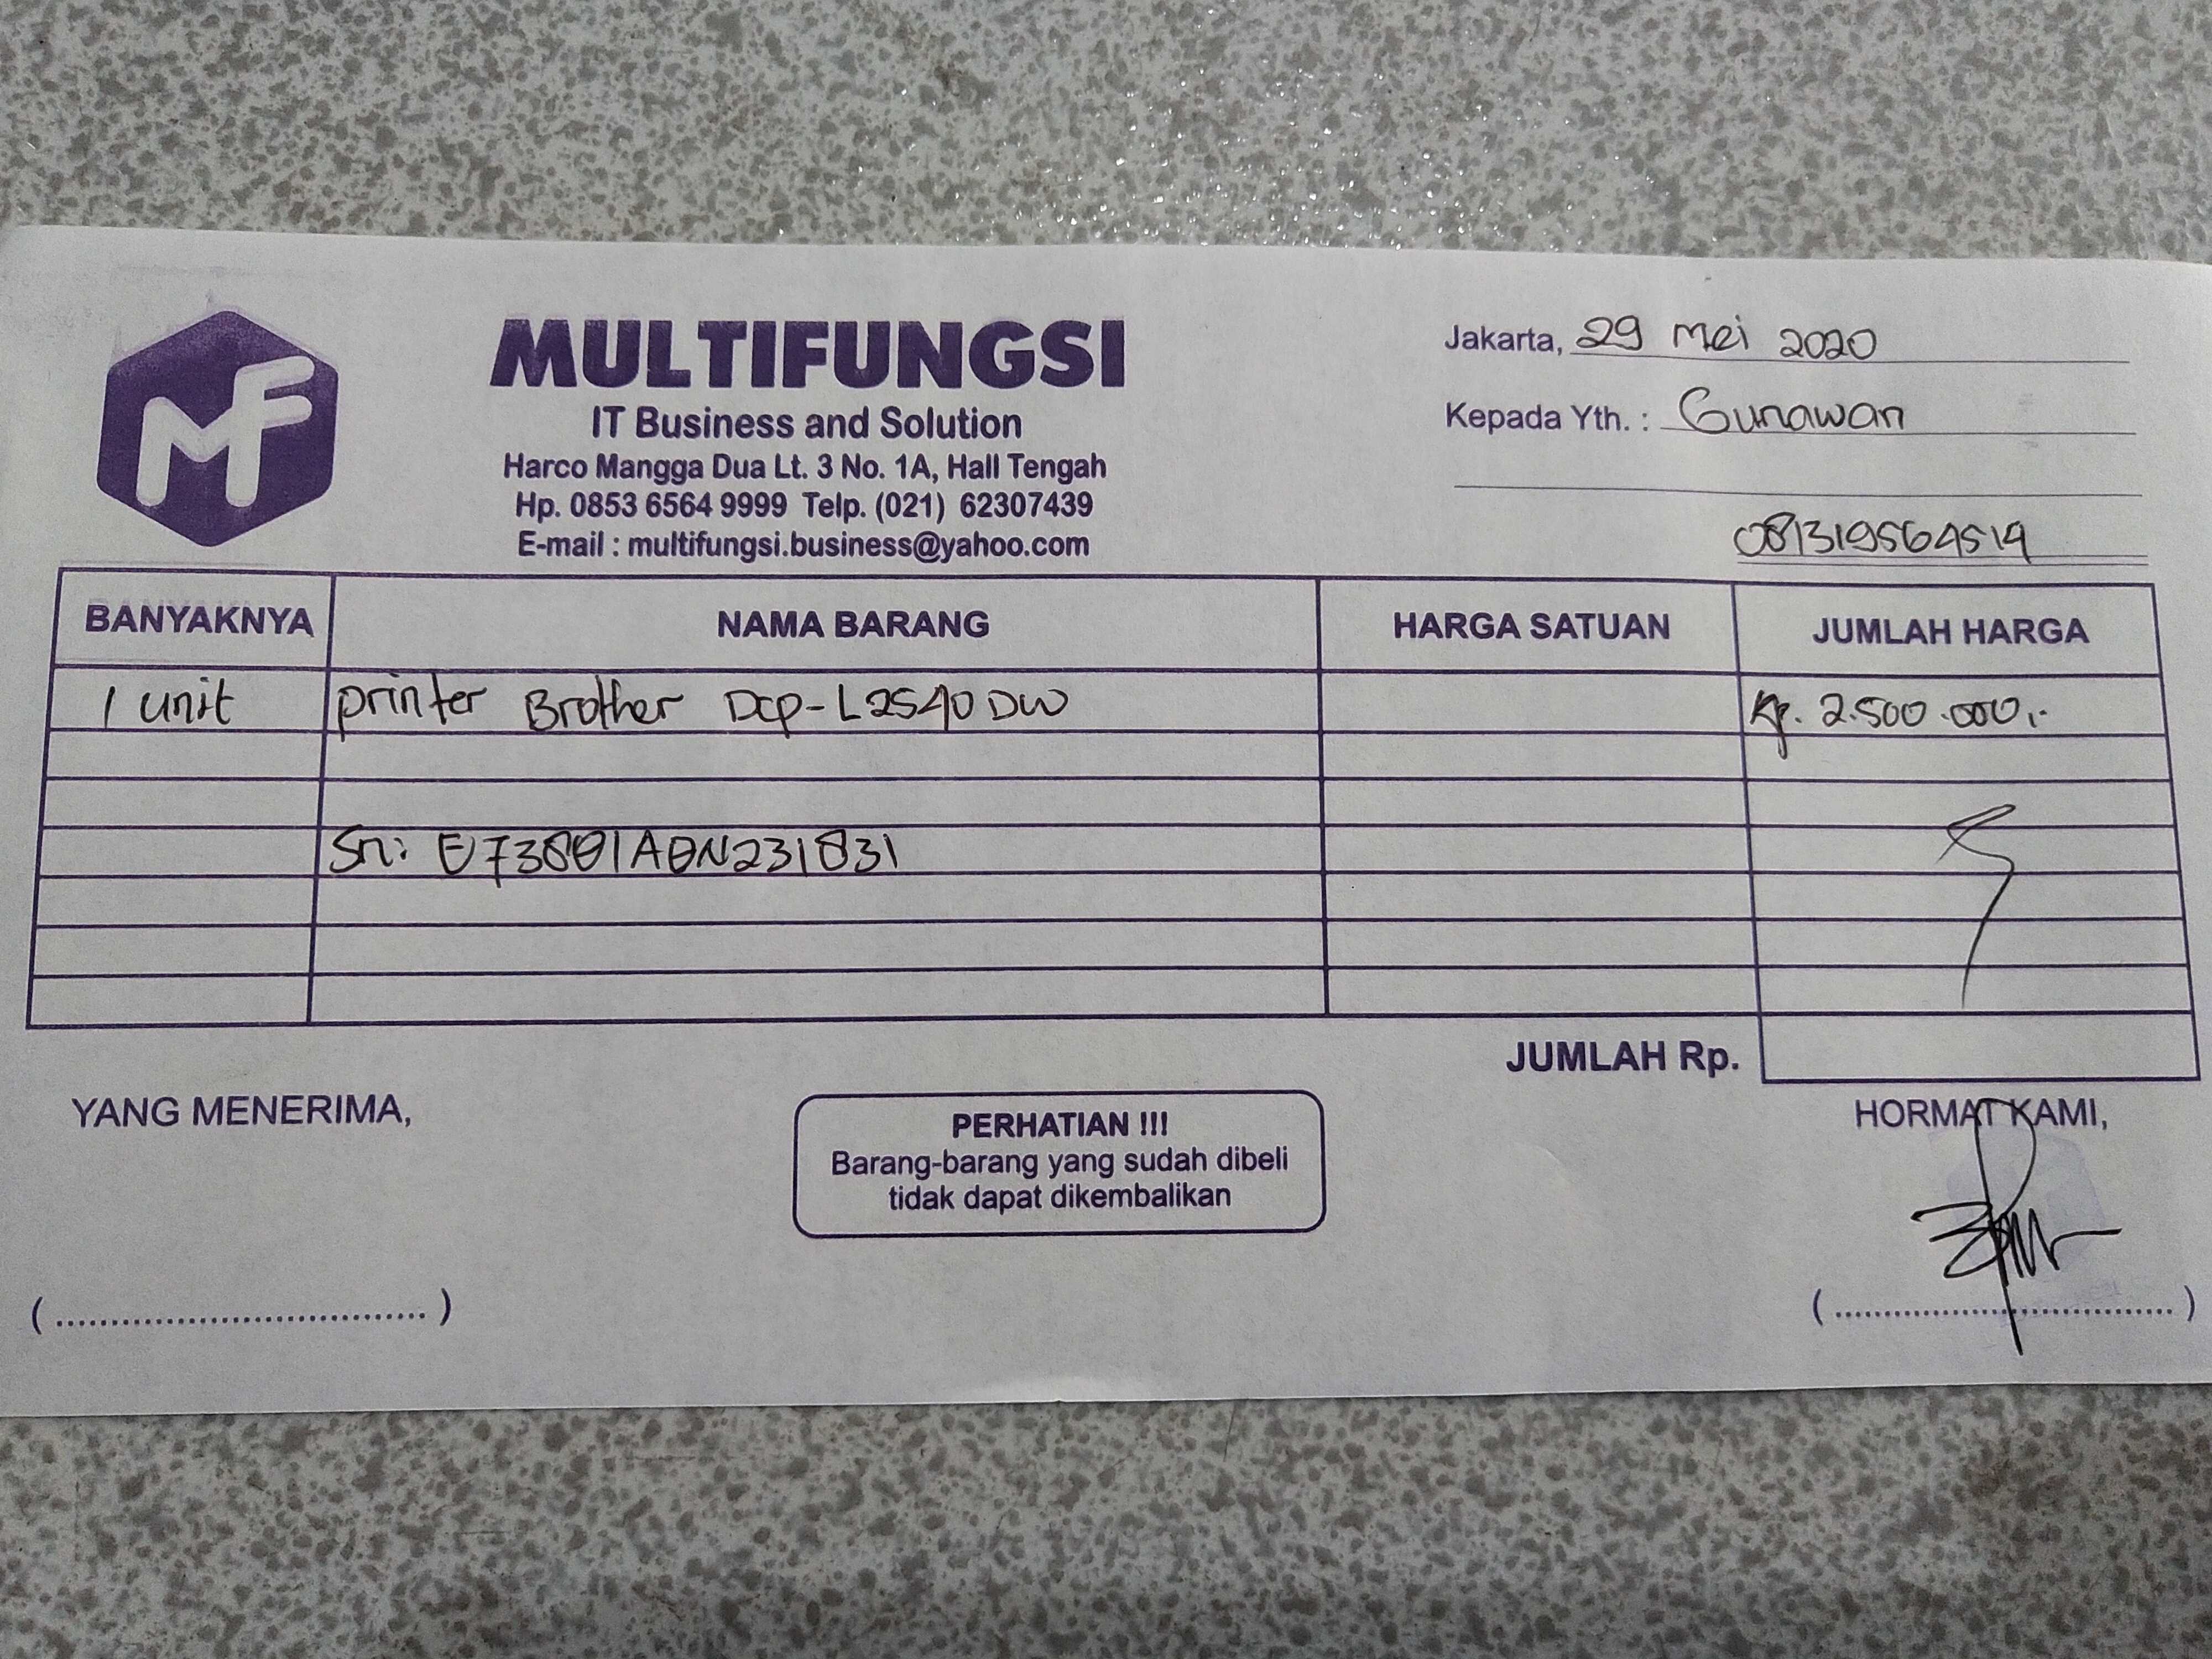 MF
MULTIFUNGSI
IT Business and Solution
Harco Mangga Dua Lt. 3 No. 1A, Hall Tengah
Hp. 0853 6564 9999 Telp. (021) 62307439
E-mail : multifungsi.business@yahoo.com
Jakarta, 29 Mei 2020
Kepada Yth. : Gunawan
081319564519
BANYAKNYA NAMA BARANG HARGA SATUAN JUMLAH HARGA
1 unit printer Brother Dcp-L2540DW Rp. 2.500.000,-
Sn: E73801A0N231831
JUMLAH Rp.
YANG MENERIMA,
PERHATIAN !!!
Barang-barang yang sudah dibeli
tidak dapat dikembalikan
HORMAT KAMI,
(..................................)
(..................................)